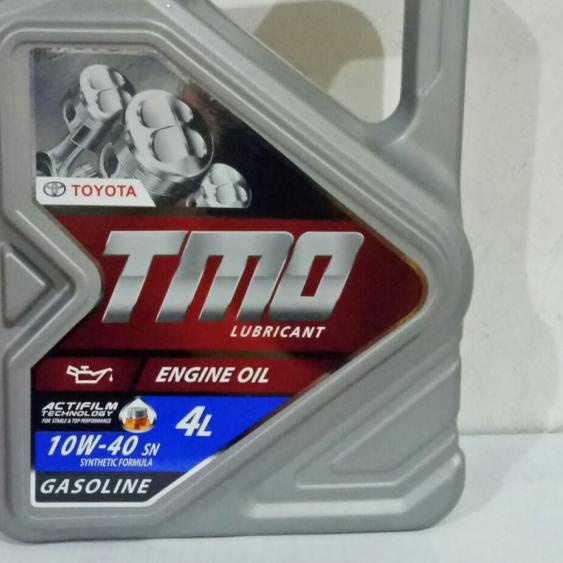 TOYOTA
TMO
LUBRICANT
ENGINE OIL
ACTIFILM
TECHNOLOGY
FOR STABLE & TOP PERFORMANCE
4L
10W-40 SN
SYNTHETIC FORMULA
GASOLINE